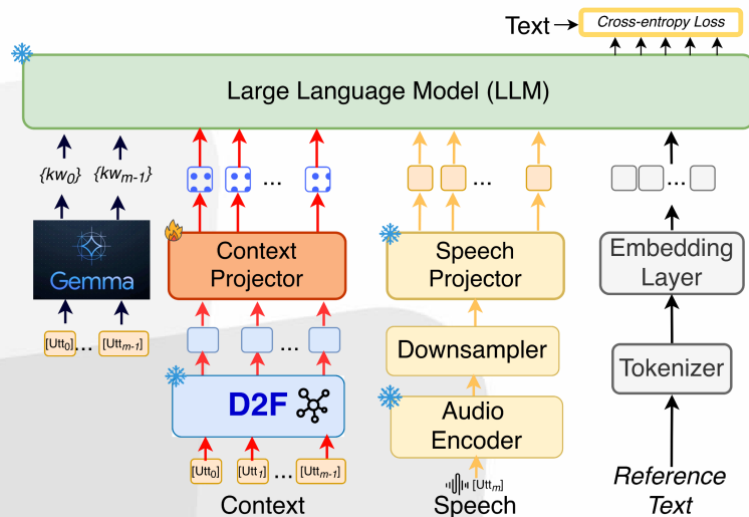 Text
Cross-entropy Loss
Large Language Model (LLM)
{kw0}
{kwm-1}
...
...
...
Gemma
Context
Projector
Speech
Projector
Embedding
Layer
[Utt0]
...
[Uttm-1]
...
Downsampler
D2F
Tokenizer
Audio
Encoder
[Utt0]
[Utt1]
...
[Uttm-1]
[Uttm]
Context
Speech
Reference
Text